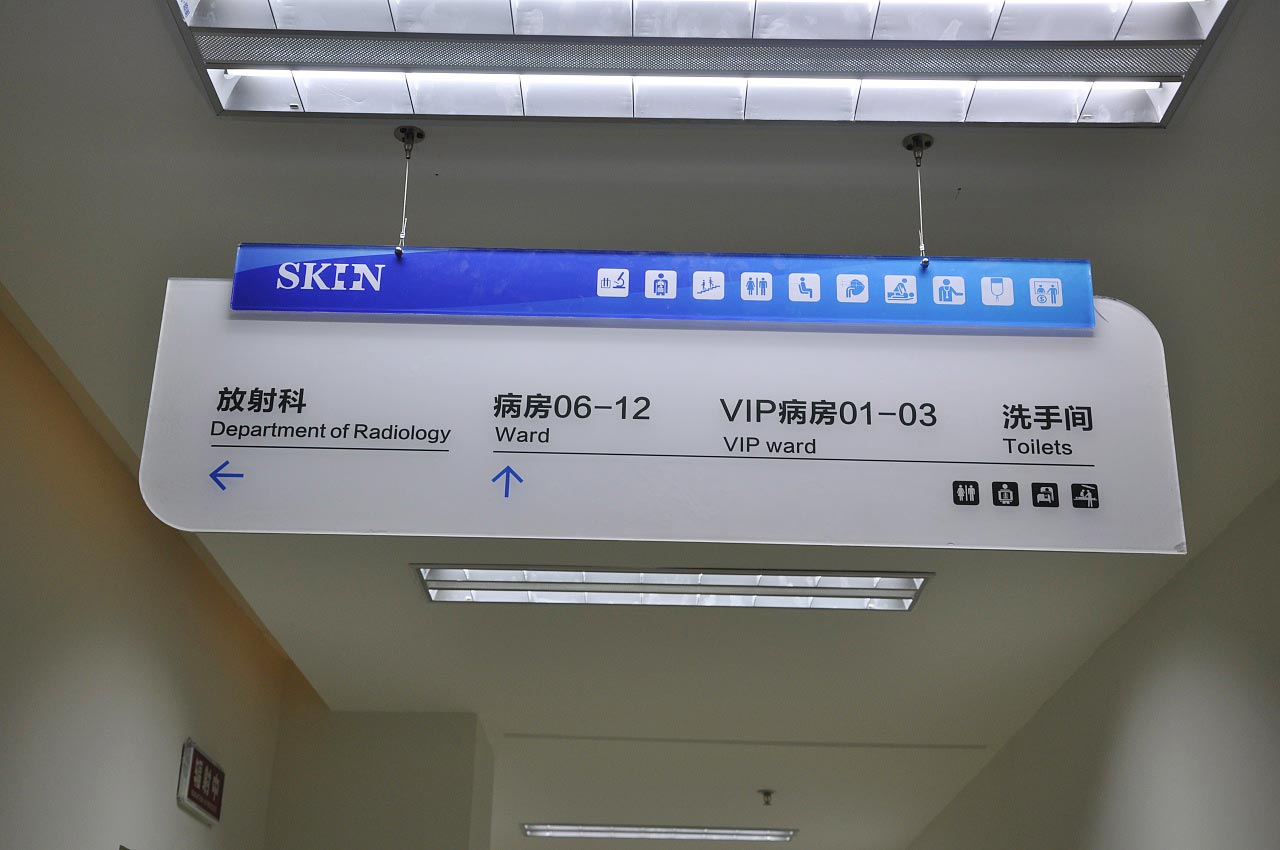 SKIN
放射科
Department of Radiology
病房06-12
Ward
VIP病房01-03
VIP ward
洗手间
Toilets